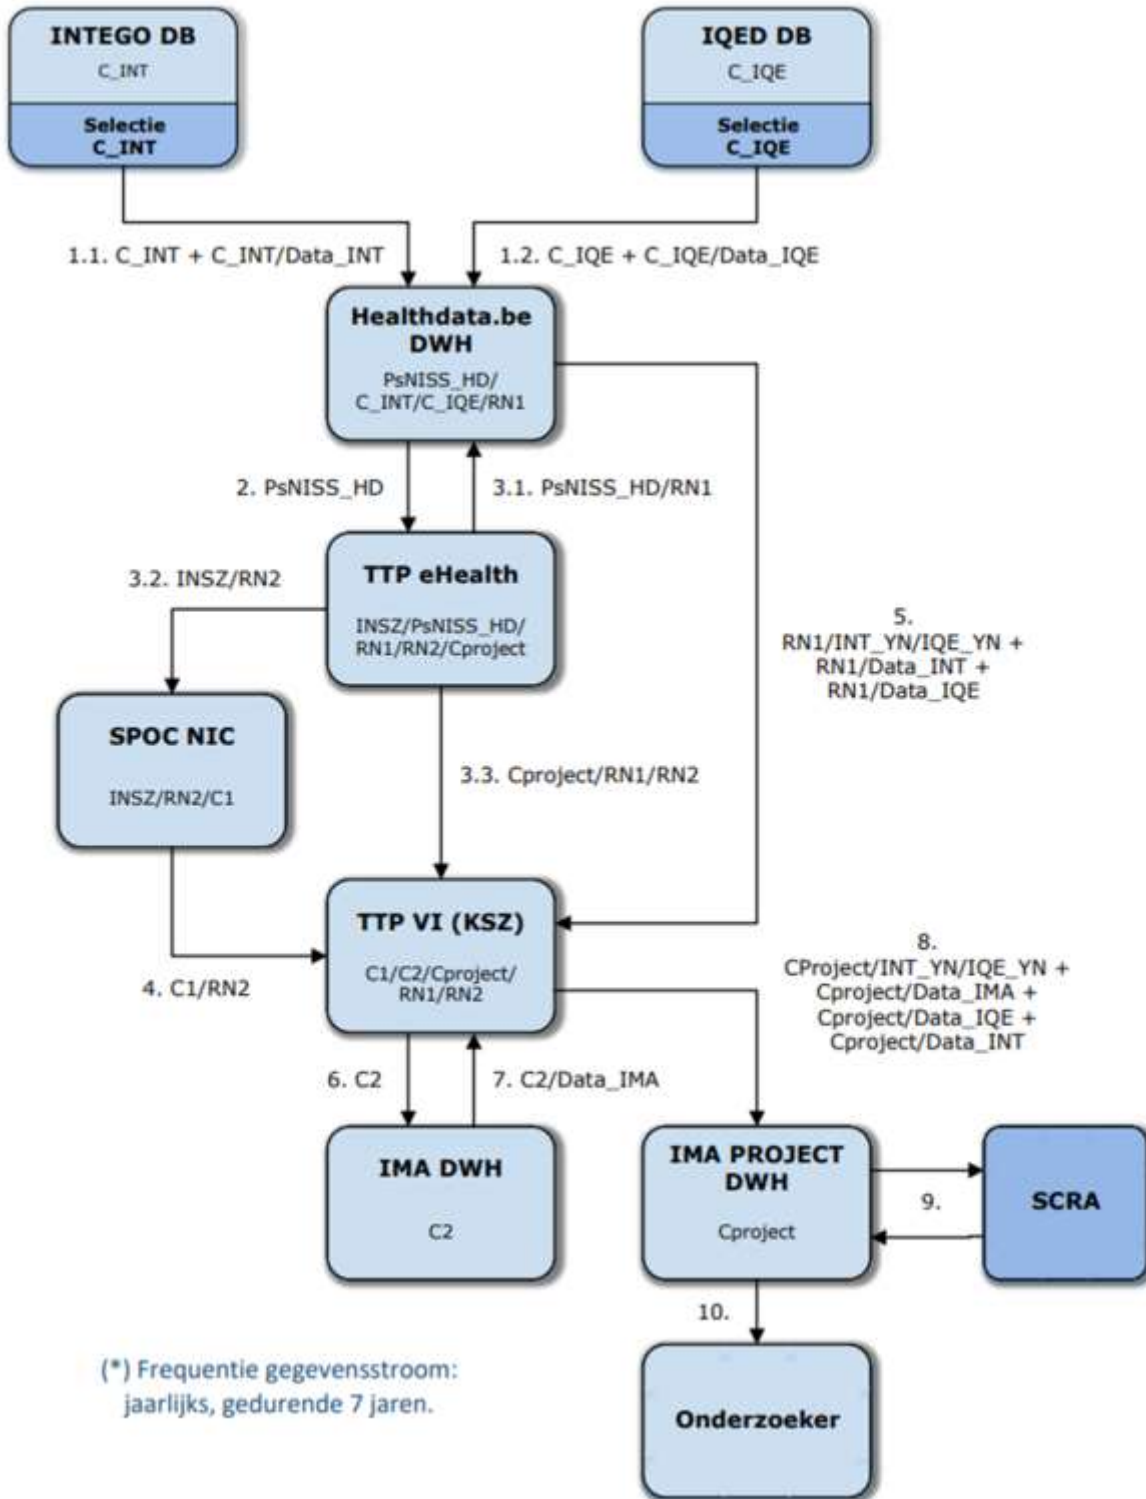 INTEGO DB
C_INT
Selectie
C_INT
IQED DB
C_IQE
Selectie
C_IQE
1.1. C_INT + C_INT/Data_INT
1.2. C_IQE + C_IQE/Data_IQE
Healthdata.be
DWH
PsNISS_HD/
C_INT/C_IQE/RN1
2. PsNISS_HD
3.1. PsNISS_HD/RN1
3.2. INSZ/RN2
TTP eHealth
INSZ/PsNISS_HD/
RN1/RN2/Cproject
5.
RN1/INT_YN/IQE_YN +
RN1/Data_INT +
RN1/Data_IQE
SPOC NIC
INSZ/RN2/C1
3.3. Cproject/RN1/RN2
TTP VI (KSZ)
C1/C2/Cproject/
RN1/RN2
4. C1/RN2
8.
CProject/INT_YN/IQE_YN +
Cproject/Data_IMA +
Cproject/Data_IQE +
Cproject/Data_INT
6. C2
7. C2/Data_IMA
IMA DWH
C2
IMA PROJECT
DWH
Cproject
9.
SCRA
10.
(*) Frequentie gegevensstroom:
jaarlijks, gedurende 7 jaren.
Onderzoeker